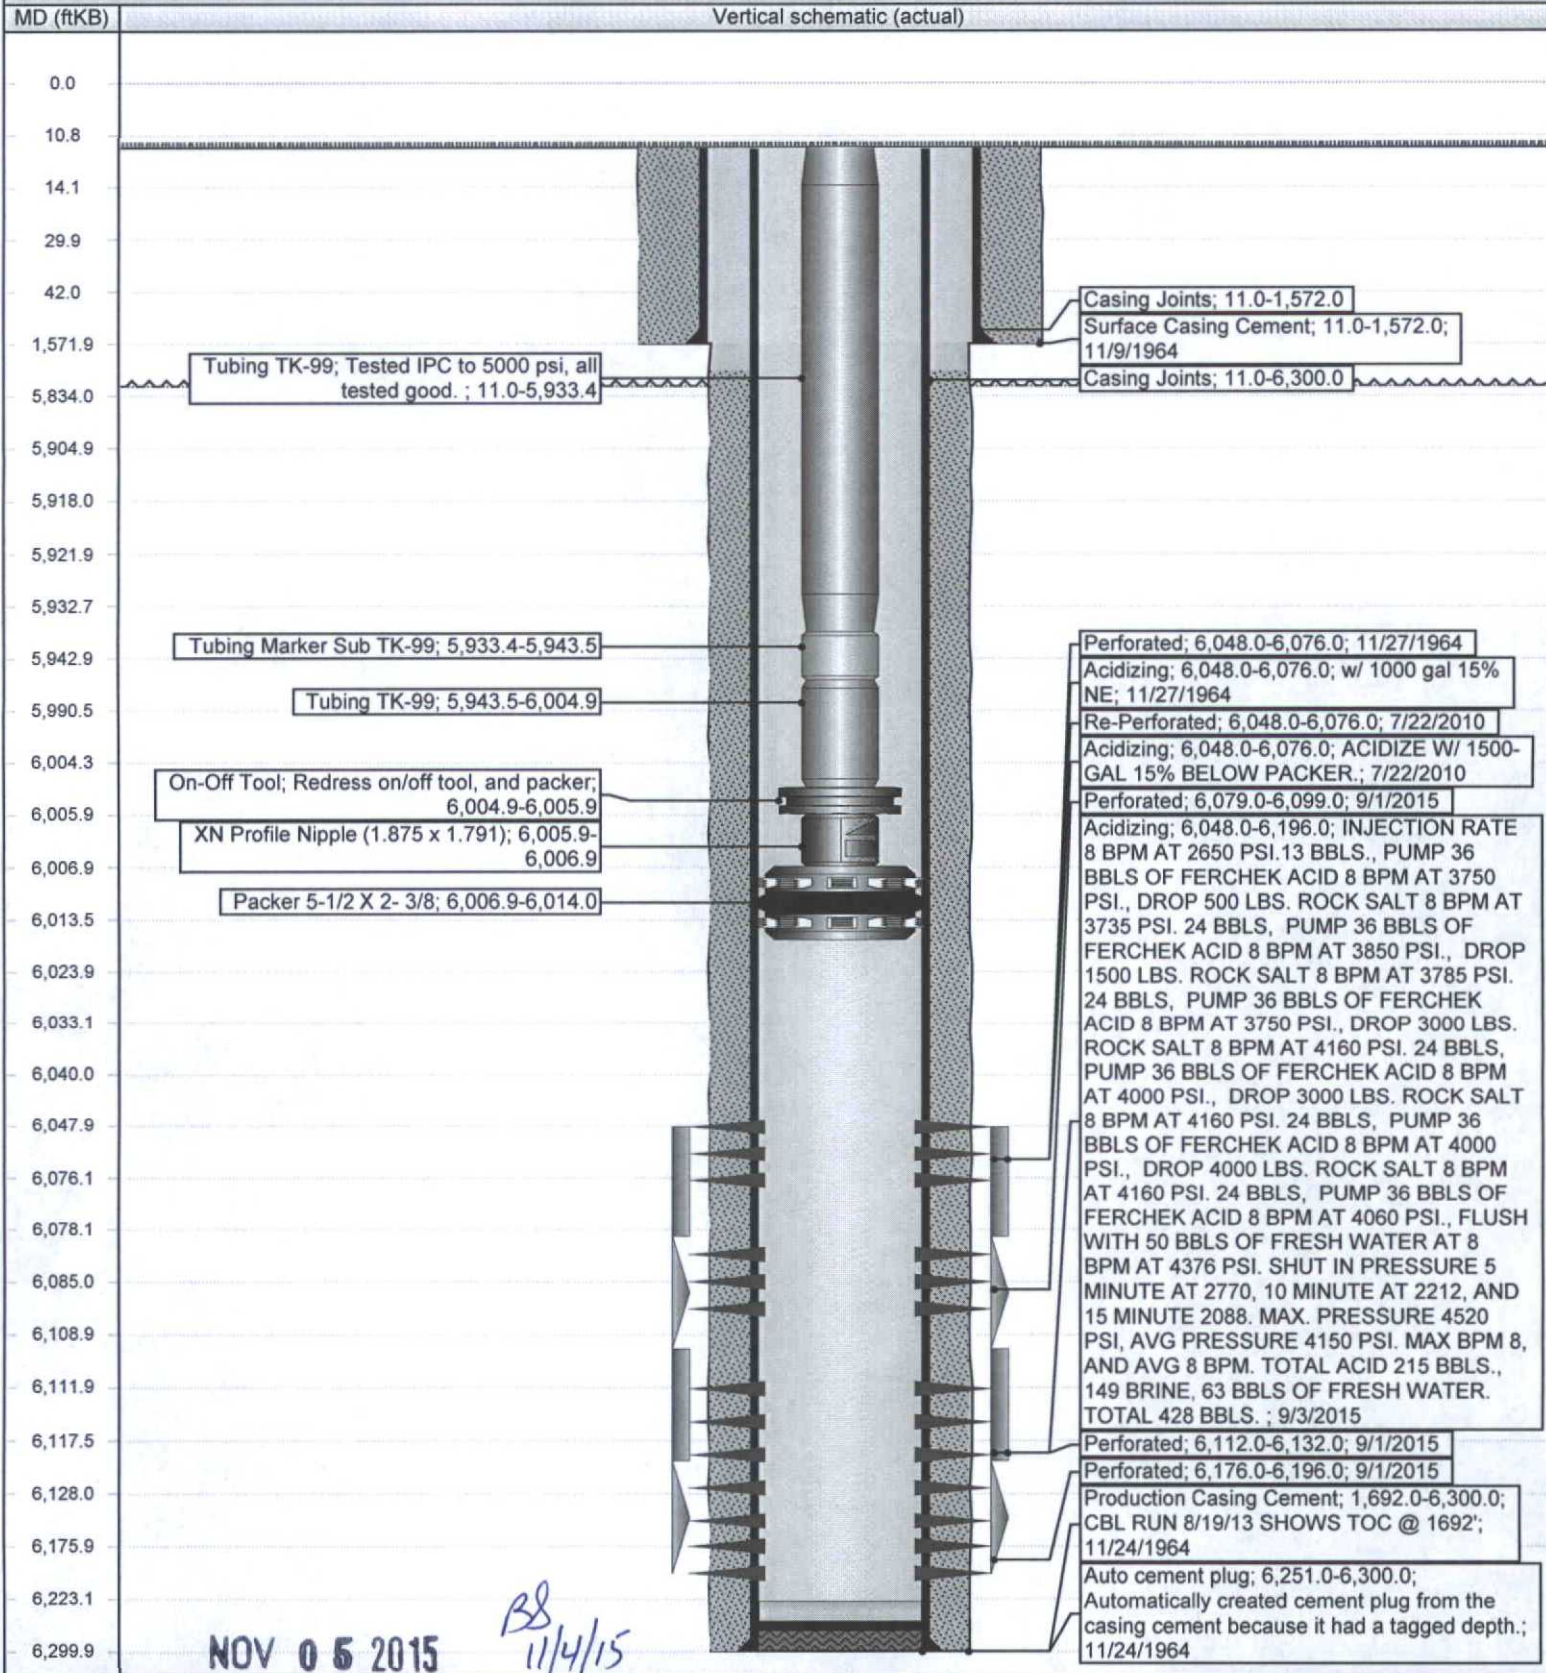 MD (ftKB)
Vertical schematic (actual)
0.0
10.8
14.1
29.9
42.0
1,571.9
5,834.0
5,904.9
5,918.0
5,921.9
5,932.7
5,942.9
5,990.5
6,004.3
6,005.9
6,006.9
6,013.5
6,023.9
6,033.1
6,040.0
6,047.9
6,076.1
6,078.1
6,085.0
6,108.9
6,111.9
6,117.5
6,128.0
6,175.9
6,223.1
6,299.9
Tubing TK-99; Tested IPC to 5000 psi, all
tested good. ; 11.0-5,933.4
Tubing Marker Sub TK-99; 5,933.4-5,943.5
Tubing TK-99; 5,943.5-6,004.9
On-Off Tool; Redress on/off tool, and packer;
6,004.9-6,005.9
XN Profile Nipple (1.875 x 1.791); 6,005.9-
6,006.9
Packer 5-1/2 X 2- 3/8; 6,006.9-6,014.0
Casing Joints; 11.0-1,572.0
Surface Casing Cement; 11.0-1,572.0;
11/9/1964
Casing Joints; 11.0-6,300.0
Perforated; 6,048.0-6,076.0; 11/27/1964
Acidizing; 6,048.0-6,076.0; w/ 1000 gal 15%
NE; 11/27/1964
Re-Perforated; 6,048.0-6,076.0; 7/22/2010
Acidizing; 6,048.0-6,076.0; ACIDIZE W/ 1500-
GAL 15% BELOW PACKER.; 7/22/2010
Perforated; 6,079.0-6,099.0; 9/1/2015
Acidizing; 6,048.0-6,196.0; INJECTION RATE
8 BPM AT 2650 PSI.13 BBLS., PUMP 36
BBLS OF FERCHEK ACID 8 BPM AT 3750
PSI., DROP 500 LBS. ROCK SALT 8 BPM AT
3735 PSI. 24 BBLS, PUMP 36 BBLS OF
FERCHEK ACID 8 BPM AT 3850 PSI., DROP
1500 LBS. ROCK SALT 8 BPM AT 3785 PSI.
24 BBLS, PUMP 36 BBLS OF FERCHEK
ACID 8 BPM AT 3750 PSI., DROP 3000 LBS.
ROCK SALT 8 BPM AT 4160 PSI. 24 BBLS,
PUMP 36 BBLS OF FERCHEK ACID 8 BPM
AT 4000 PSI., DROP 3000 LBS. ROCK SALT
8 BPM AT 4160 PSI. 24 BBLS, PUMP 36
BBLS OF FERCHEK ACID 8 BPM AT 4000
PSI., DROP 4000 LBS. ROCK SALT 8 BPM
AT 4160 PSI. 24 BBLS, PUMP 36 BBLS OF
FERCHEK ACID 8 BPM AT 4060 PSI., FLUSH
WITH 50 BBLS OF FRESH WATER AT 8
BPM AT 4376 PSI. SHUT IN PRESSURE 5
MINUTE AT 2770, 10 MINUTE AT 2212, AND
15 MINUTE 2088. MAX. PRESSURE 4520
PSI, AVG PRESSURE 4150 PSI. MAX BPM 8,
AND AVG 8 BPM. TOTAL ACID 215 BBLS.,
149 BRINE, 63 BBLS OF FRESH WATER.
TOTAL 428 BBLS. ; 9/3/2015
Perforated; 6,112.0-6,132.0; 9/1/2015
Perforated; 6,176.0-6,196.0; 9/1/2015
Production Casing Cement; 1,692.0-6,300.0;
CBL RUN 8/19/13 SHOWS TOC @ 1692';
11/24/1964
Auto cement plug; 6,251.0-6,300.0;
Automatically created cement plug from the
casing cement because it had a tagged depth.;
11/24/1964
BS
11/4/15
NOV 05 2015